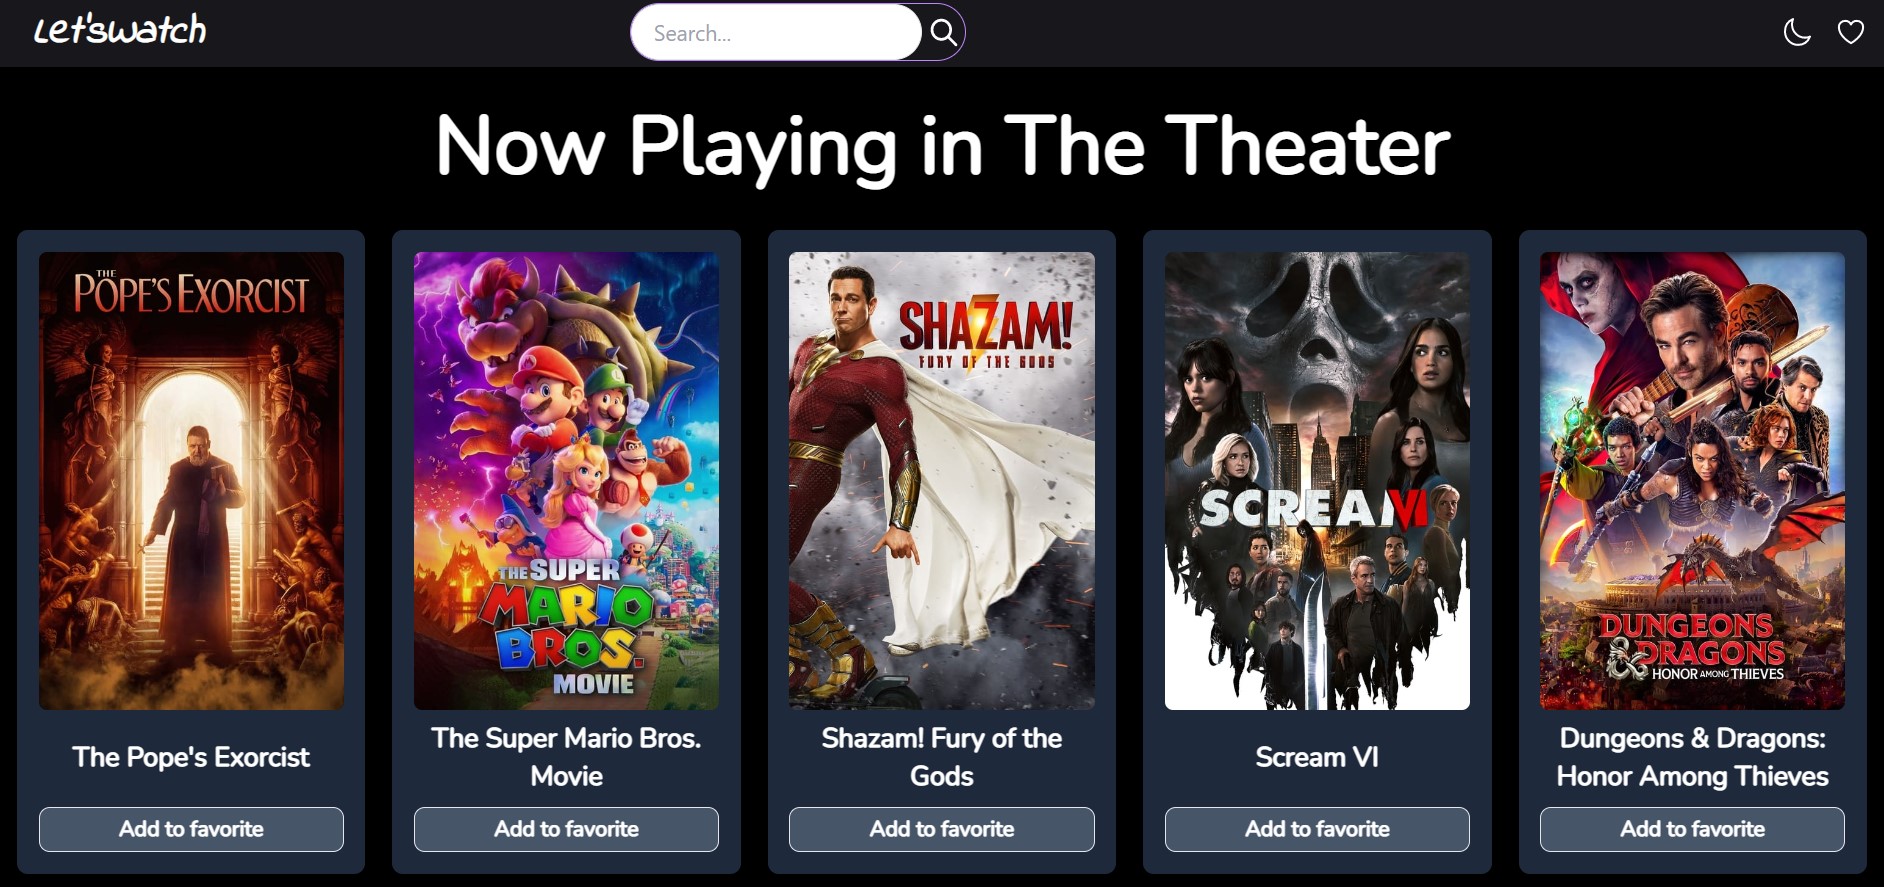 Let'swatch
Search...
Now Playing in The Theater
THE
POPE'S EXORCIST
THE SUPER
MARIO
BROS.
MOVIE
SHAZAM!
FURY OF THE GODS
SCREAM VI
DUNGEONS
& DRAGONS
HONOR AMONG THIEVES
The Pope's Exorcist
The Super Mario Bros.
Movie
Shazam! Fury of the
Gods
Scream VI
Dungeons & Dragons:
Honor Among Thieves
Add to favorite
Add to favorite
Add to favorite
Add to favorite
Add to favorite